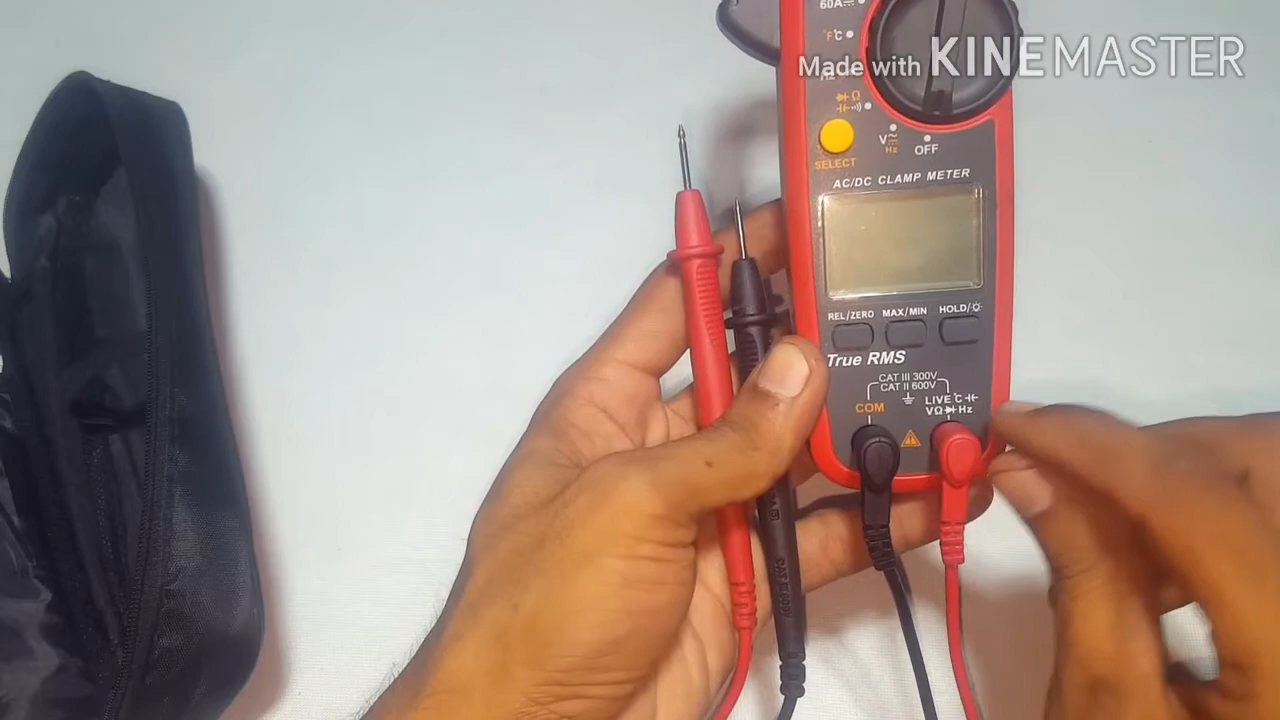 60A
°F°C
Made with KINEMASTER
Hz
Ω
V
Hz
OFF
SELECT
AC/DC CLAMP METER
REL/ZERO MAX/MIN HOLD/
True RMS
CAT III 300V
CAT II 600V
COM
LIVE °C
VΩ Hz